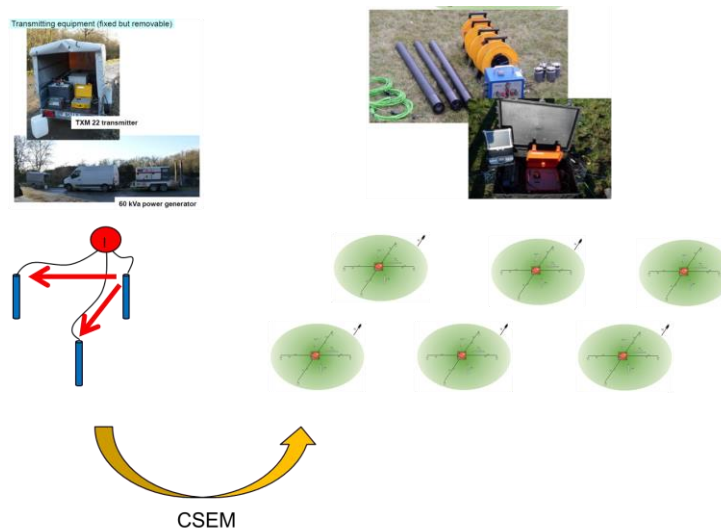 Transmitting equipment (fixed but removable)
TXM 22 transmitter
60 kVa power generator
I
CSEM